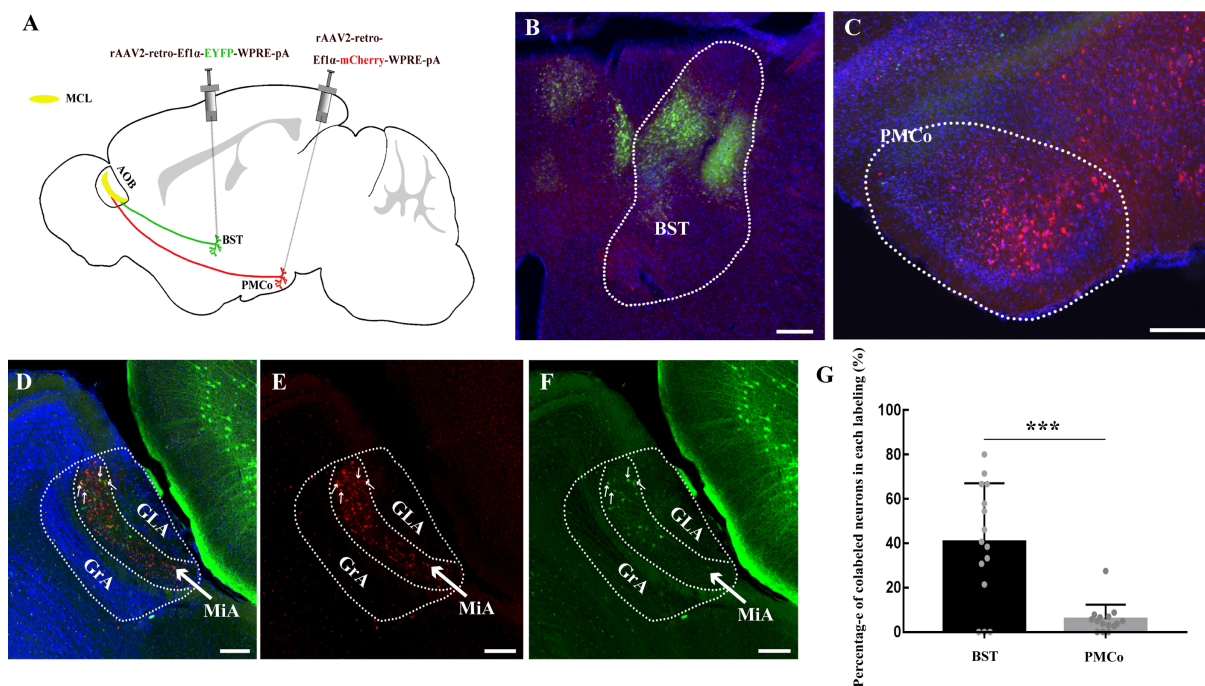 A
rAAV2-retro-Ef1α-EYFP-WPRE-pA
rAAV2-retro-
Ef1α-mCherry-WPRE-pA
MCL
AOB
BST
PMCo
B
BST
C
PMCo
D
GLA
GrA
MiA
E
GLA
GrA
MiA
F
GLA
GrA
MiA
G
Percentag-e of colabeled neurons in each labeling (%)
100
80
60
40
20
0
***
BST
PMCo